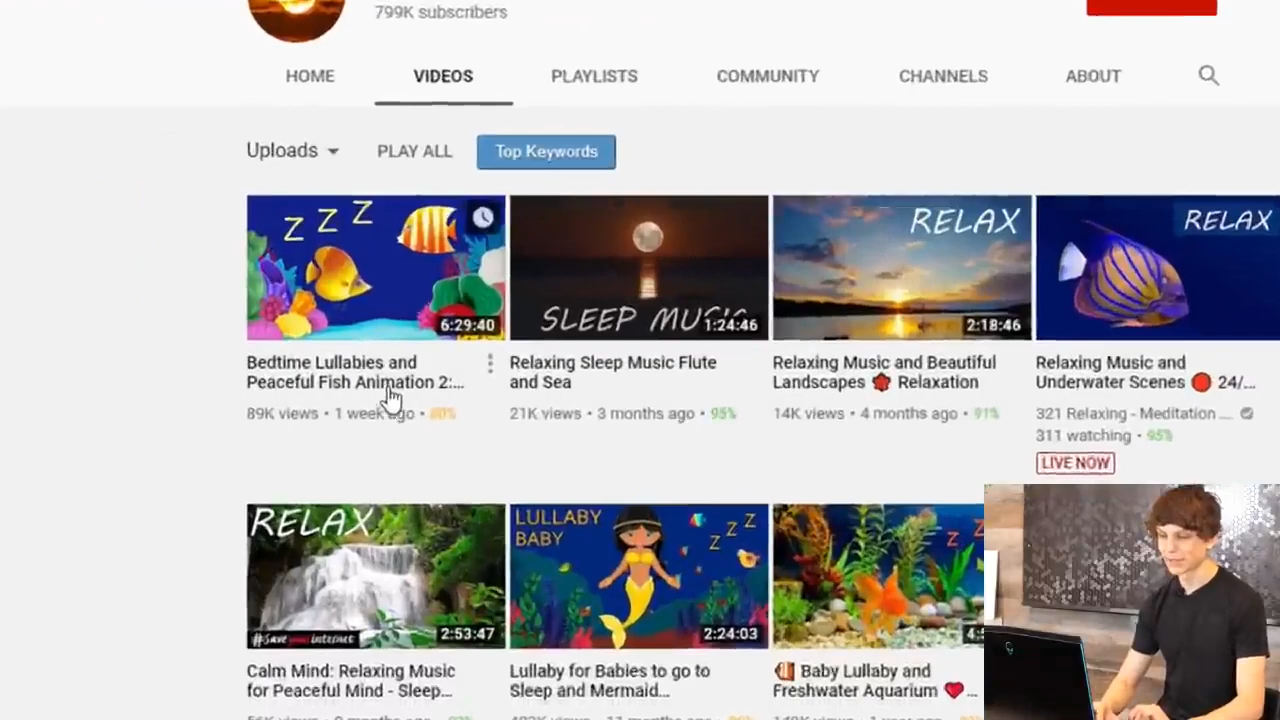 799K subscribers
HOME VIDEOS PLAYLISTS COMMUNITY CHANNELS ABOUT
Uploads PLAY ALL Top Keywords
Z Z Z
6:29:40
SLEEP MUSIC
1:24:46
RELAX
2:18:46
RELAX
Bedtime Lullabies and
Peaceful Fish Animation 2:...
89K views • 1 week ago • 80%
Relaxing Sleep Music Flute
and Sea
21K views • 3 months ago • 95%
Relaxing Music and Beautiful
Landscapes Relaxation
14K views • 4 months ago • 91%
Relaxing Music and
Underwater Scenes 24/...
321 Relaxing - Meditation ...
311 watching • 95%
LIVE NOW
RELAX
#Saveyourinternet
2:53:47
LULLABY
BABY
Z Z Z
2:24:03
Z Z
Calm Mind: Relaxing Music
for Peaceful Mind - Sleep...
Lullaby for Babies to go to
Sleep and Mermaid...
Baby Lullaby and
Freshwater Aquarium ...